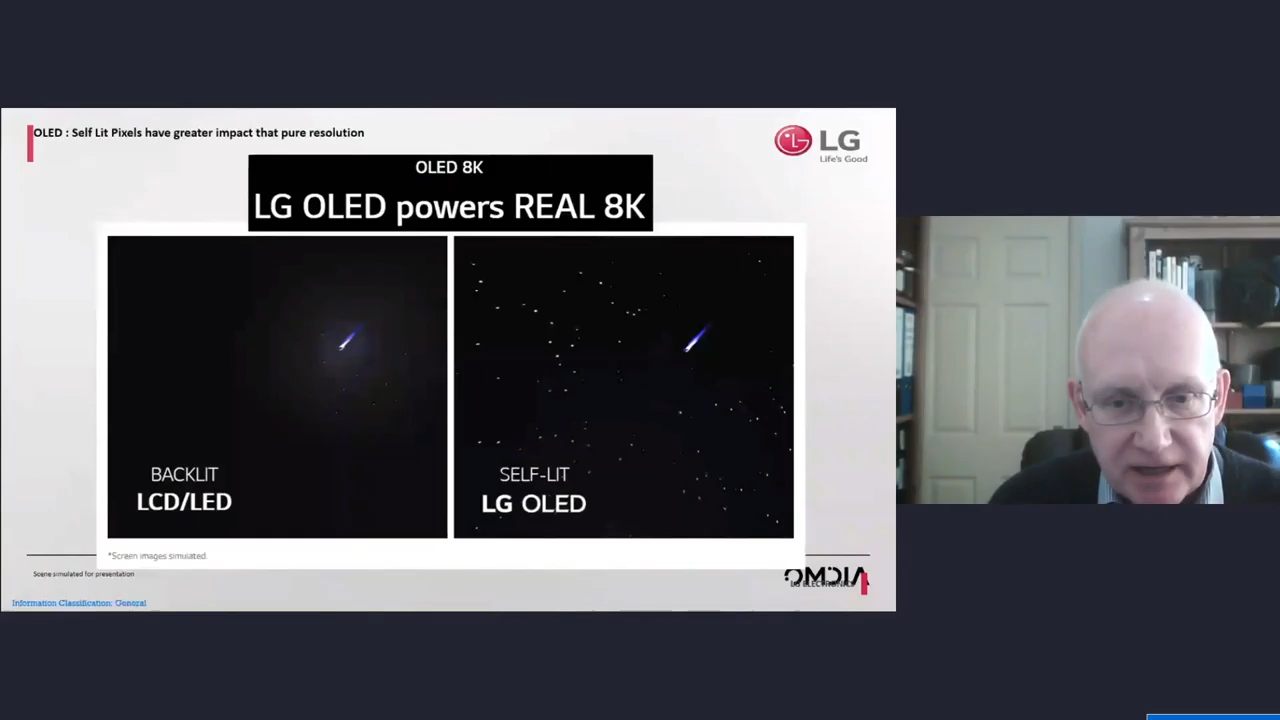 OLED : Self Lit Pixels have greater impact that pure resolution
LG
Life's Good
OLED 8K
LG OLED powers REAL 8K
BACKLIT
LCD/LED
SELF-LIT
LG OLED
*Screen images simulated.
Scene simulated for presentation
OMDIA
LG ELECTRONICS
Information Classification: General